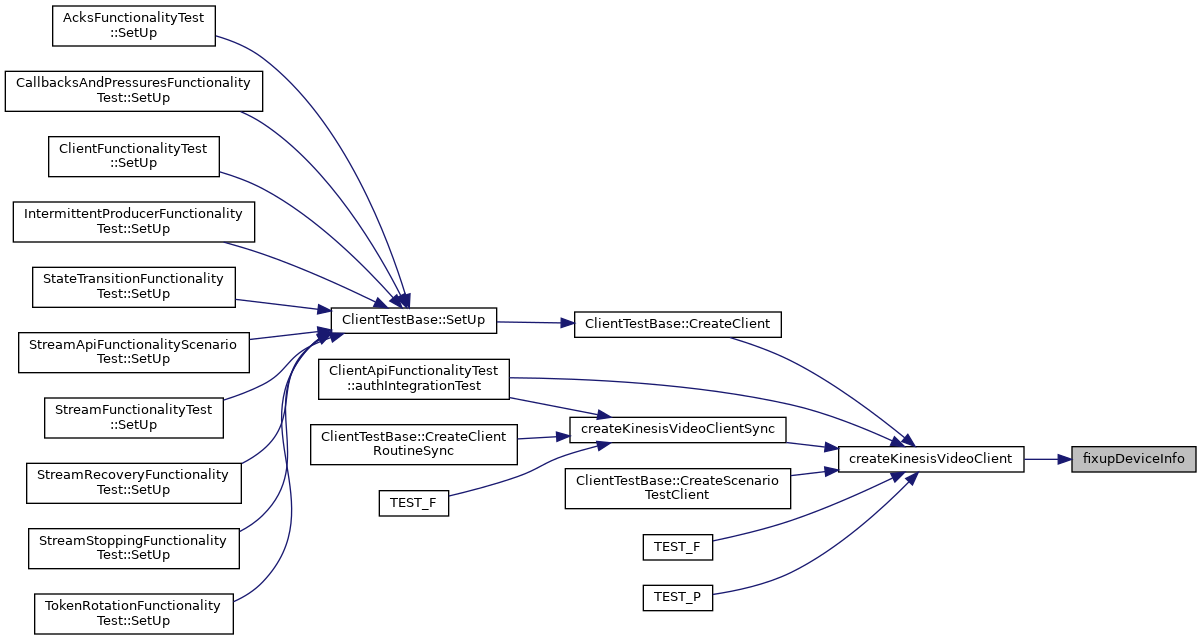 AcksFunctionalityTest
::SetUp
CallbacksAndPressuresFunctionality
Test::SetUp
ClientFunctionalityTest
::SetUp
IntermittentProducerFunctionality
Test::SetUp
StateTransitionFunctionality
Test::SetUp
StreamApiFunctionalityScenario
Test::SetUp
StreamFunctionalityTest
::SetUp
StreamRecoveryFunctionality
Test::SetUp
StreamStoppingFunctionality
Test::SetUp
TokenRotationFunctionality
Test::SetUp
ClientTestBase::SetUp
ClientApiFunctionalityTest
::authIntegrationTest
ClientTestBase::CreateClient
RoutineSync
TEST_F
ClientTestBase::CreateClient
createKinesisVideoClientSync
ClientTestBase::CreateScenario
TestClient
TEST_F
TEST_P
createKinesisVideoClient
fixupDeviceInfo